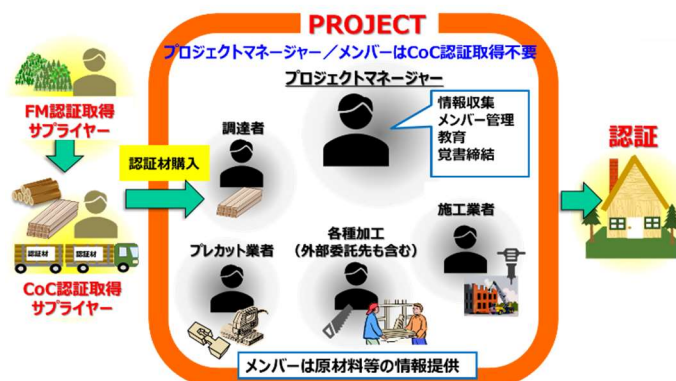 PROJECT
プロジェクトマネージャー／メンバーはCoC認証取得不要
プロジェクトマネージャー
情報収集
メンバー管理
教育
覚書締結
FM認証取得
サプライヤー
調達者
認証材購入
認証
認証材
認証材
CoC認証取得
サプライヤー
プレカット業者
各種加工
（外部委託先も含む）
施工業者
メンバーは原材料等の情報提供